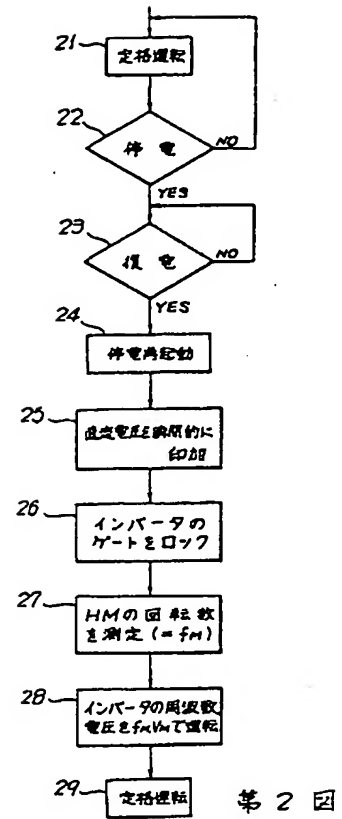 21
定格運転
22
停電
NO
YES
23
復電
NO
YES
24
停電再起動
25
直流電圧を瞬間的に
印加
26
インバータの
ゲートをロック
27
HMの回転数
を測定(=fM)
28
インバータの周波数
電圧をfMVMで運転
29
定格運転
第2図